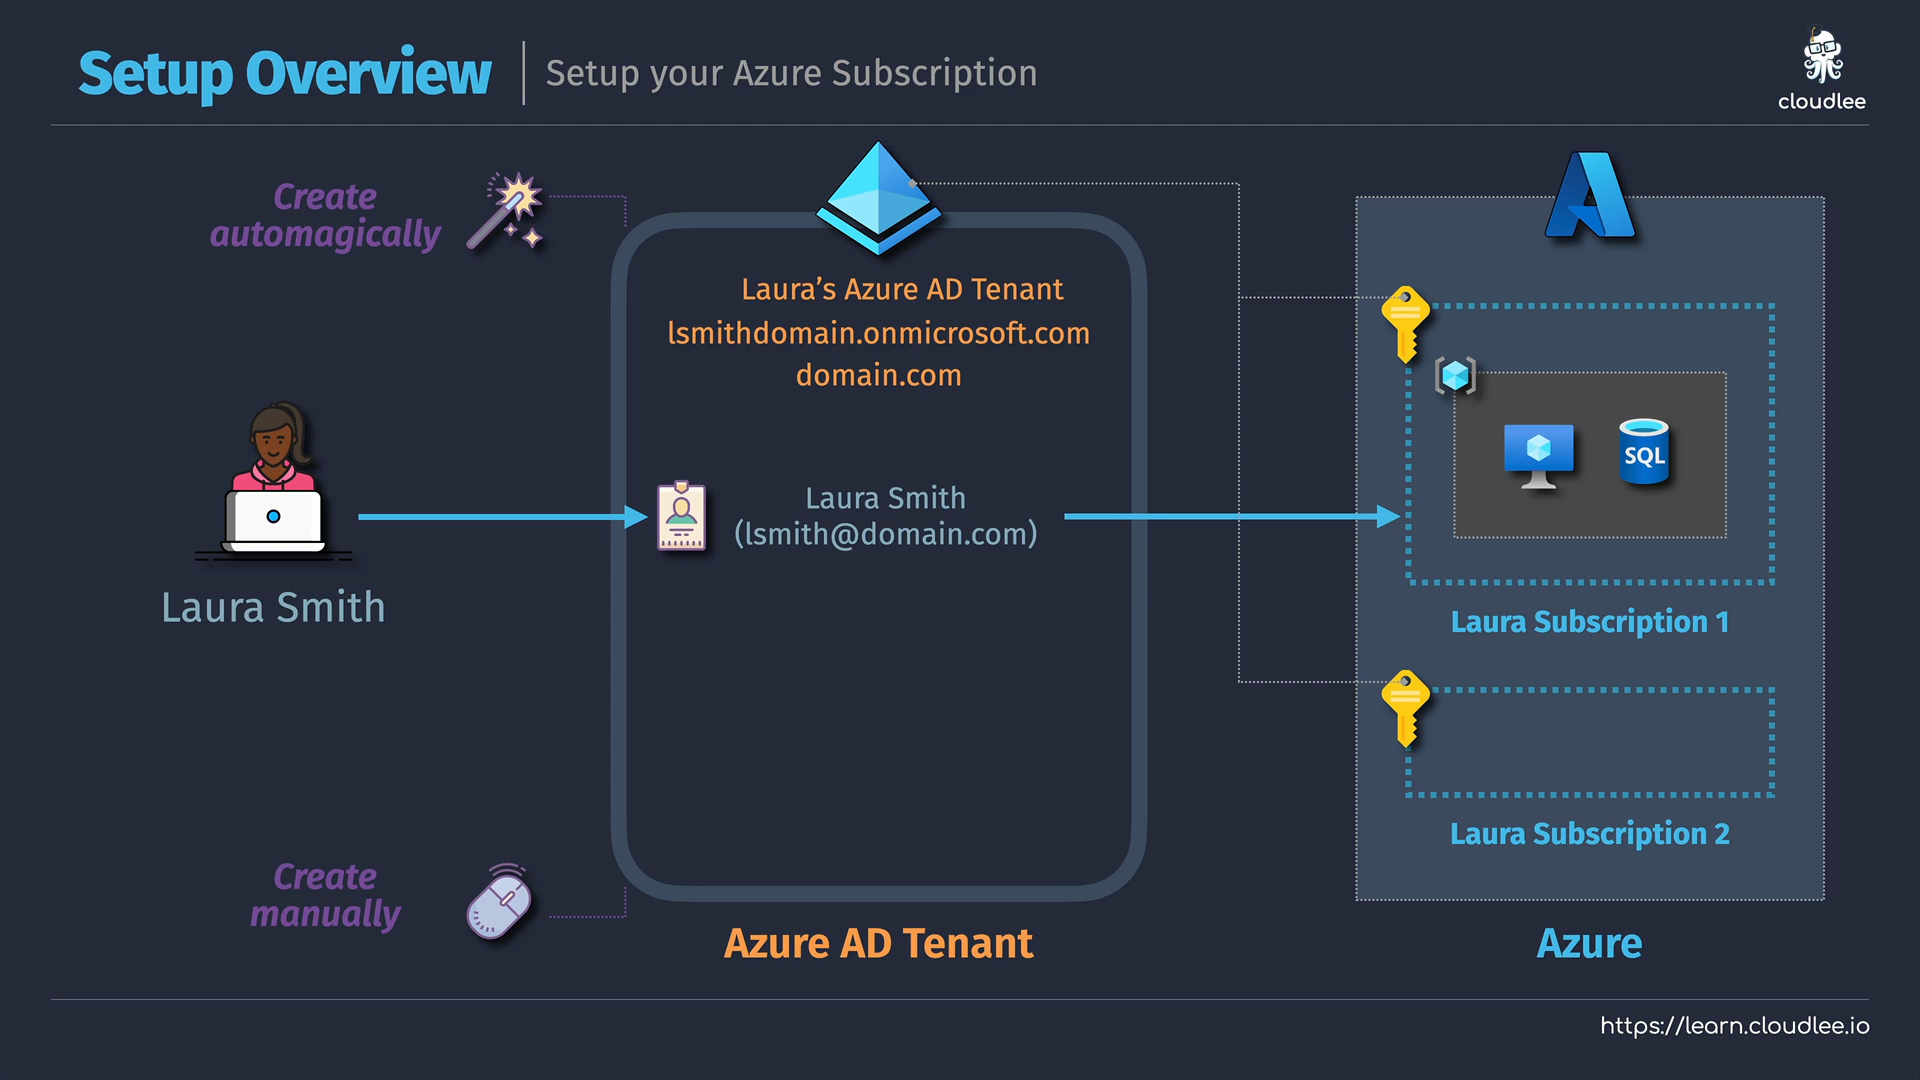 Setup Overview
Setup your Azure Subscription
cloudlee
Create
automagically
Laura's Azure AD Tenant
lsmithdomain.onmicrosoft.com
domain.com
Laura Smith
Laura Smith
(lsmith@domain.com)
SQL
Laura Subscription 1
Laura Subscription 2
Create
manually
Azure AD Tenant
Azure
https://learn.cloudlee.io